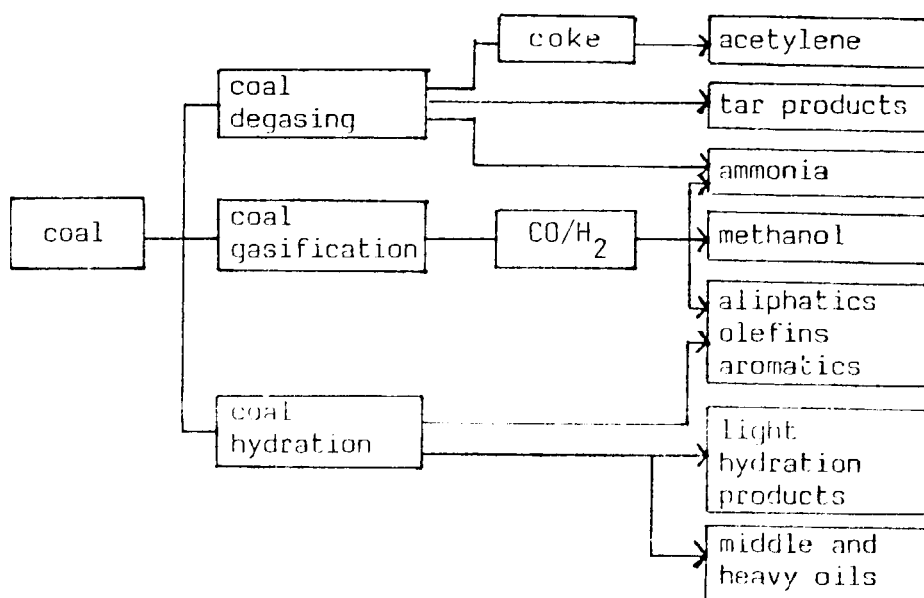 coke
acetylene
coal
degasing
tar products
ammonia
coal
coal
gasification
CO/H₂
methanol
aliphatics
olefins
aromatics
coal
hydration
light
hydration
products
middle and
heavy oils